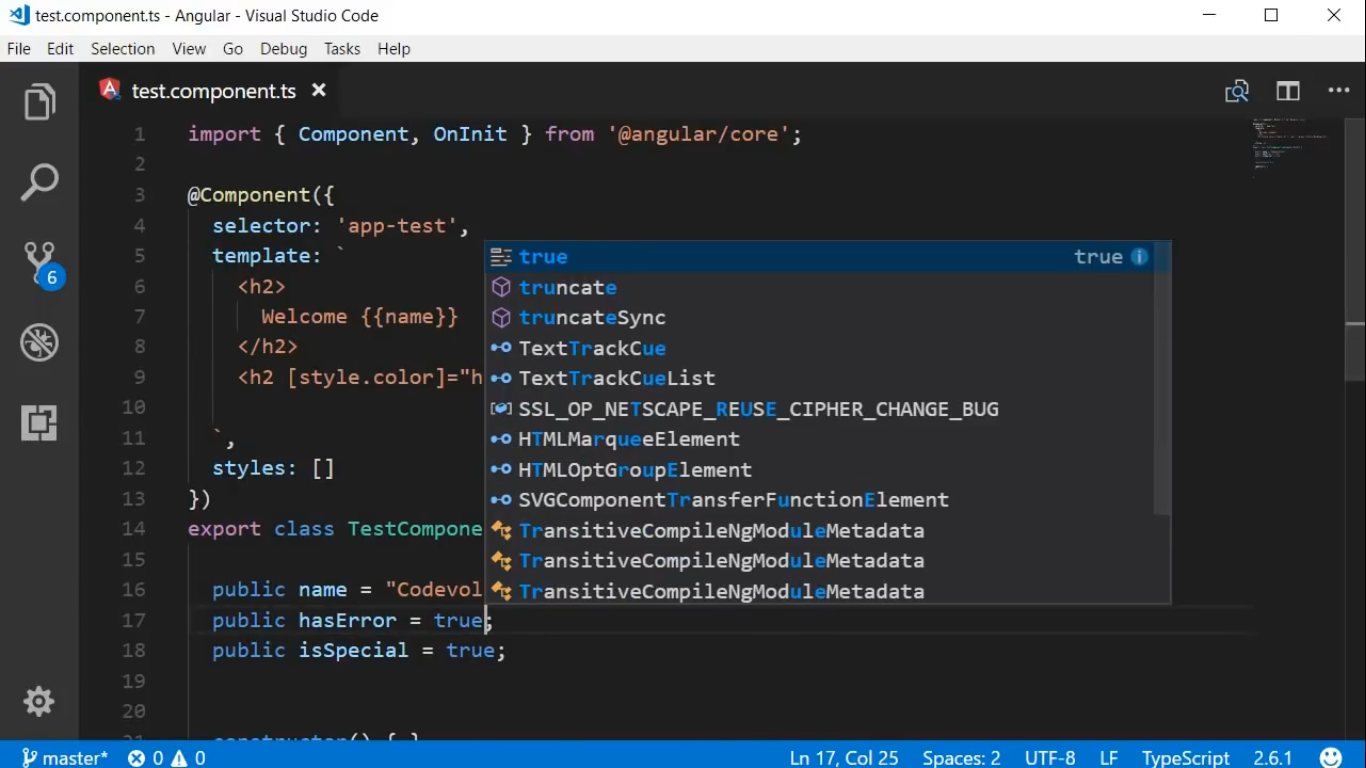 test.component.ts - Angular - Visual Studio Code
File Edit Selection View Go Debug Tasks Help
test.component.ts
1 import { Component, OnInit } from '@angular/core';
2
3 @Component({
4 selector: 'app-test',
5 template: `
6 <h2>
7 Welcome {{name}}
8 </h2>
9 <h2 [style.color]="h
10
11 `,
12 styles: []
13 })
14 export class TestCompone
15
16 public name = "Codevol
17 public hasError = true;
18 public isSpecial = true;
19
20
21 constructor() { }
true true
truncate
truncateSync
TextTrackCue
TextTrackCueList
SSL_OP_NETSCAPE_REUSE_CIPHER_CHANGE_BUG
HTMLMarqueeElement
HTMLOptGroupElement
SVGComponentTransferFunctionElement
TransitiveCompileNgModuleMetadata
TransitiveCompileNgModuleMetadata
TransitiveCompileNgModuleMetadata
6
master* 0 0 Ln 17, Col 25 Spaces: 2 UTF-8 LF TypeScript 2.6.1